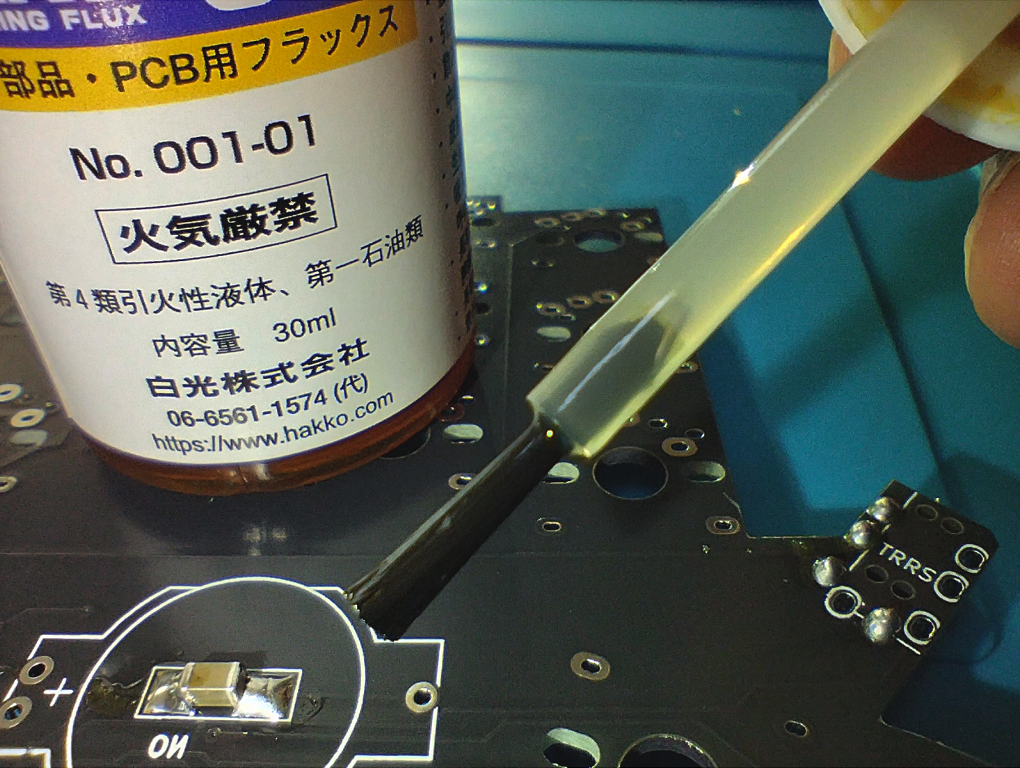 ING FLUX
部品・PCB用フラックス
No. 001-01
火気厳禁
第4類引火性液体、第一石油類
内容量 30ml
白光株式会社
06-6561-1574 (代)
https://www.hakko.com
TRRS
+
NO